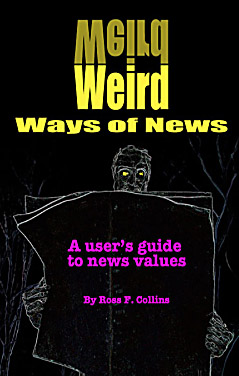 Weird
Weird
Ways of News
A user's guide
to news values
By Ross F. Collins